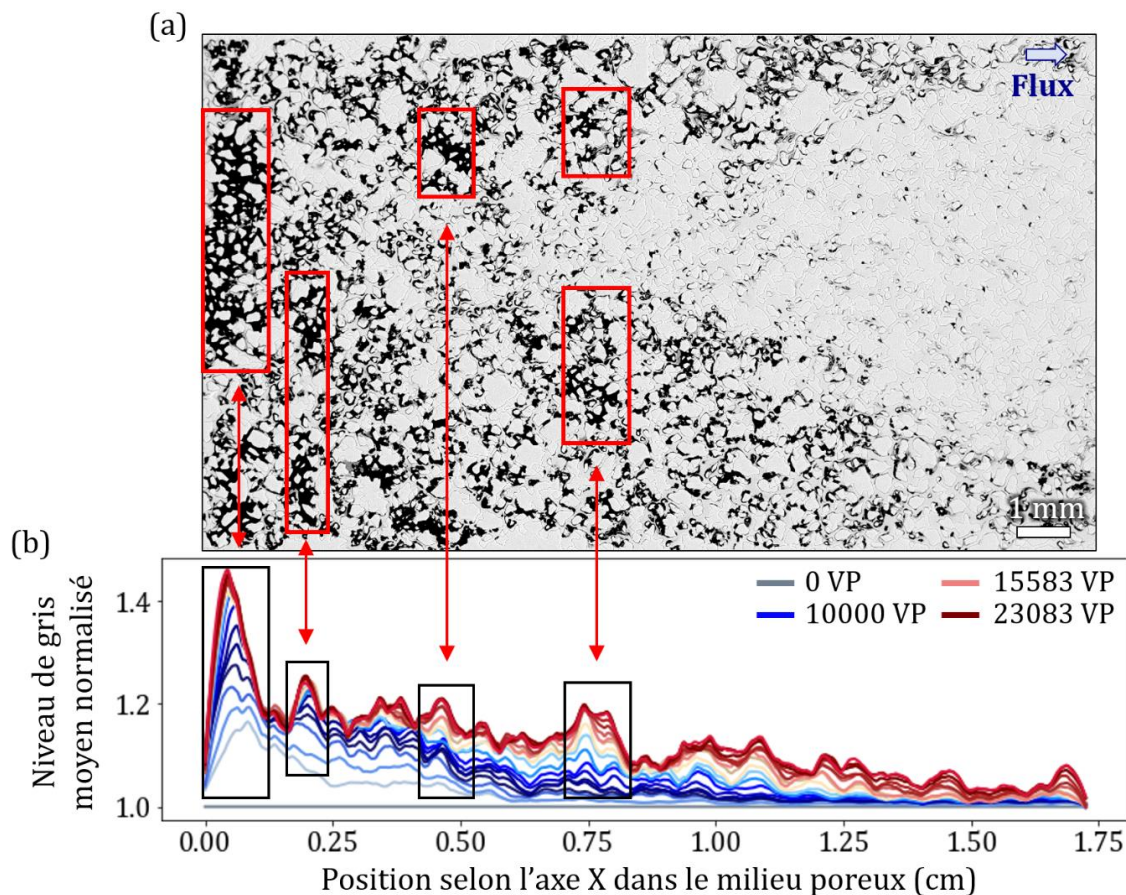 (a)
Flux
1 mm
(b)
Niveau de gris
moyen normalisé
1.4
1.2
1.0
0 VP
15583 VP
10000 VP
23083 VP
0.00 0.25 0.50 0.75 1.00 1.25 1.50 1.75
Position selon l'axe X dans le milieu poreux (cm)